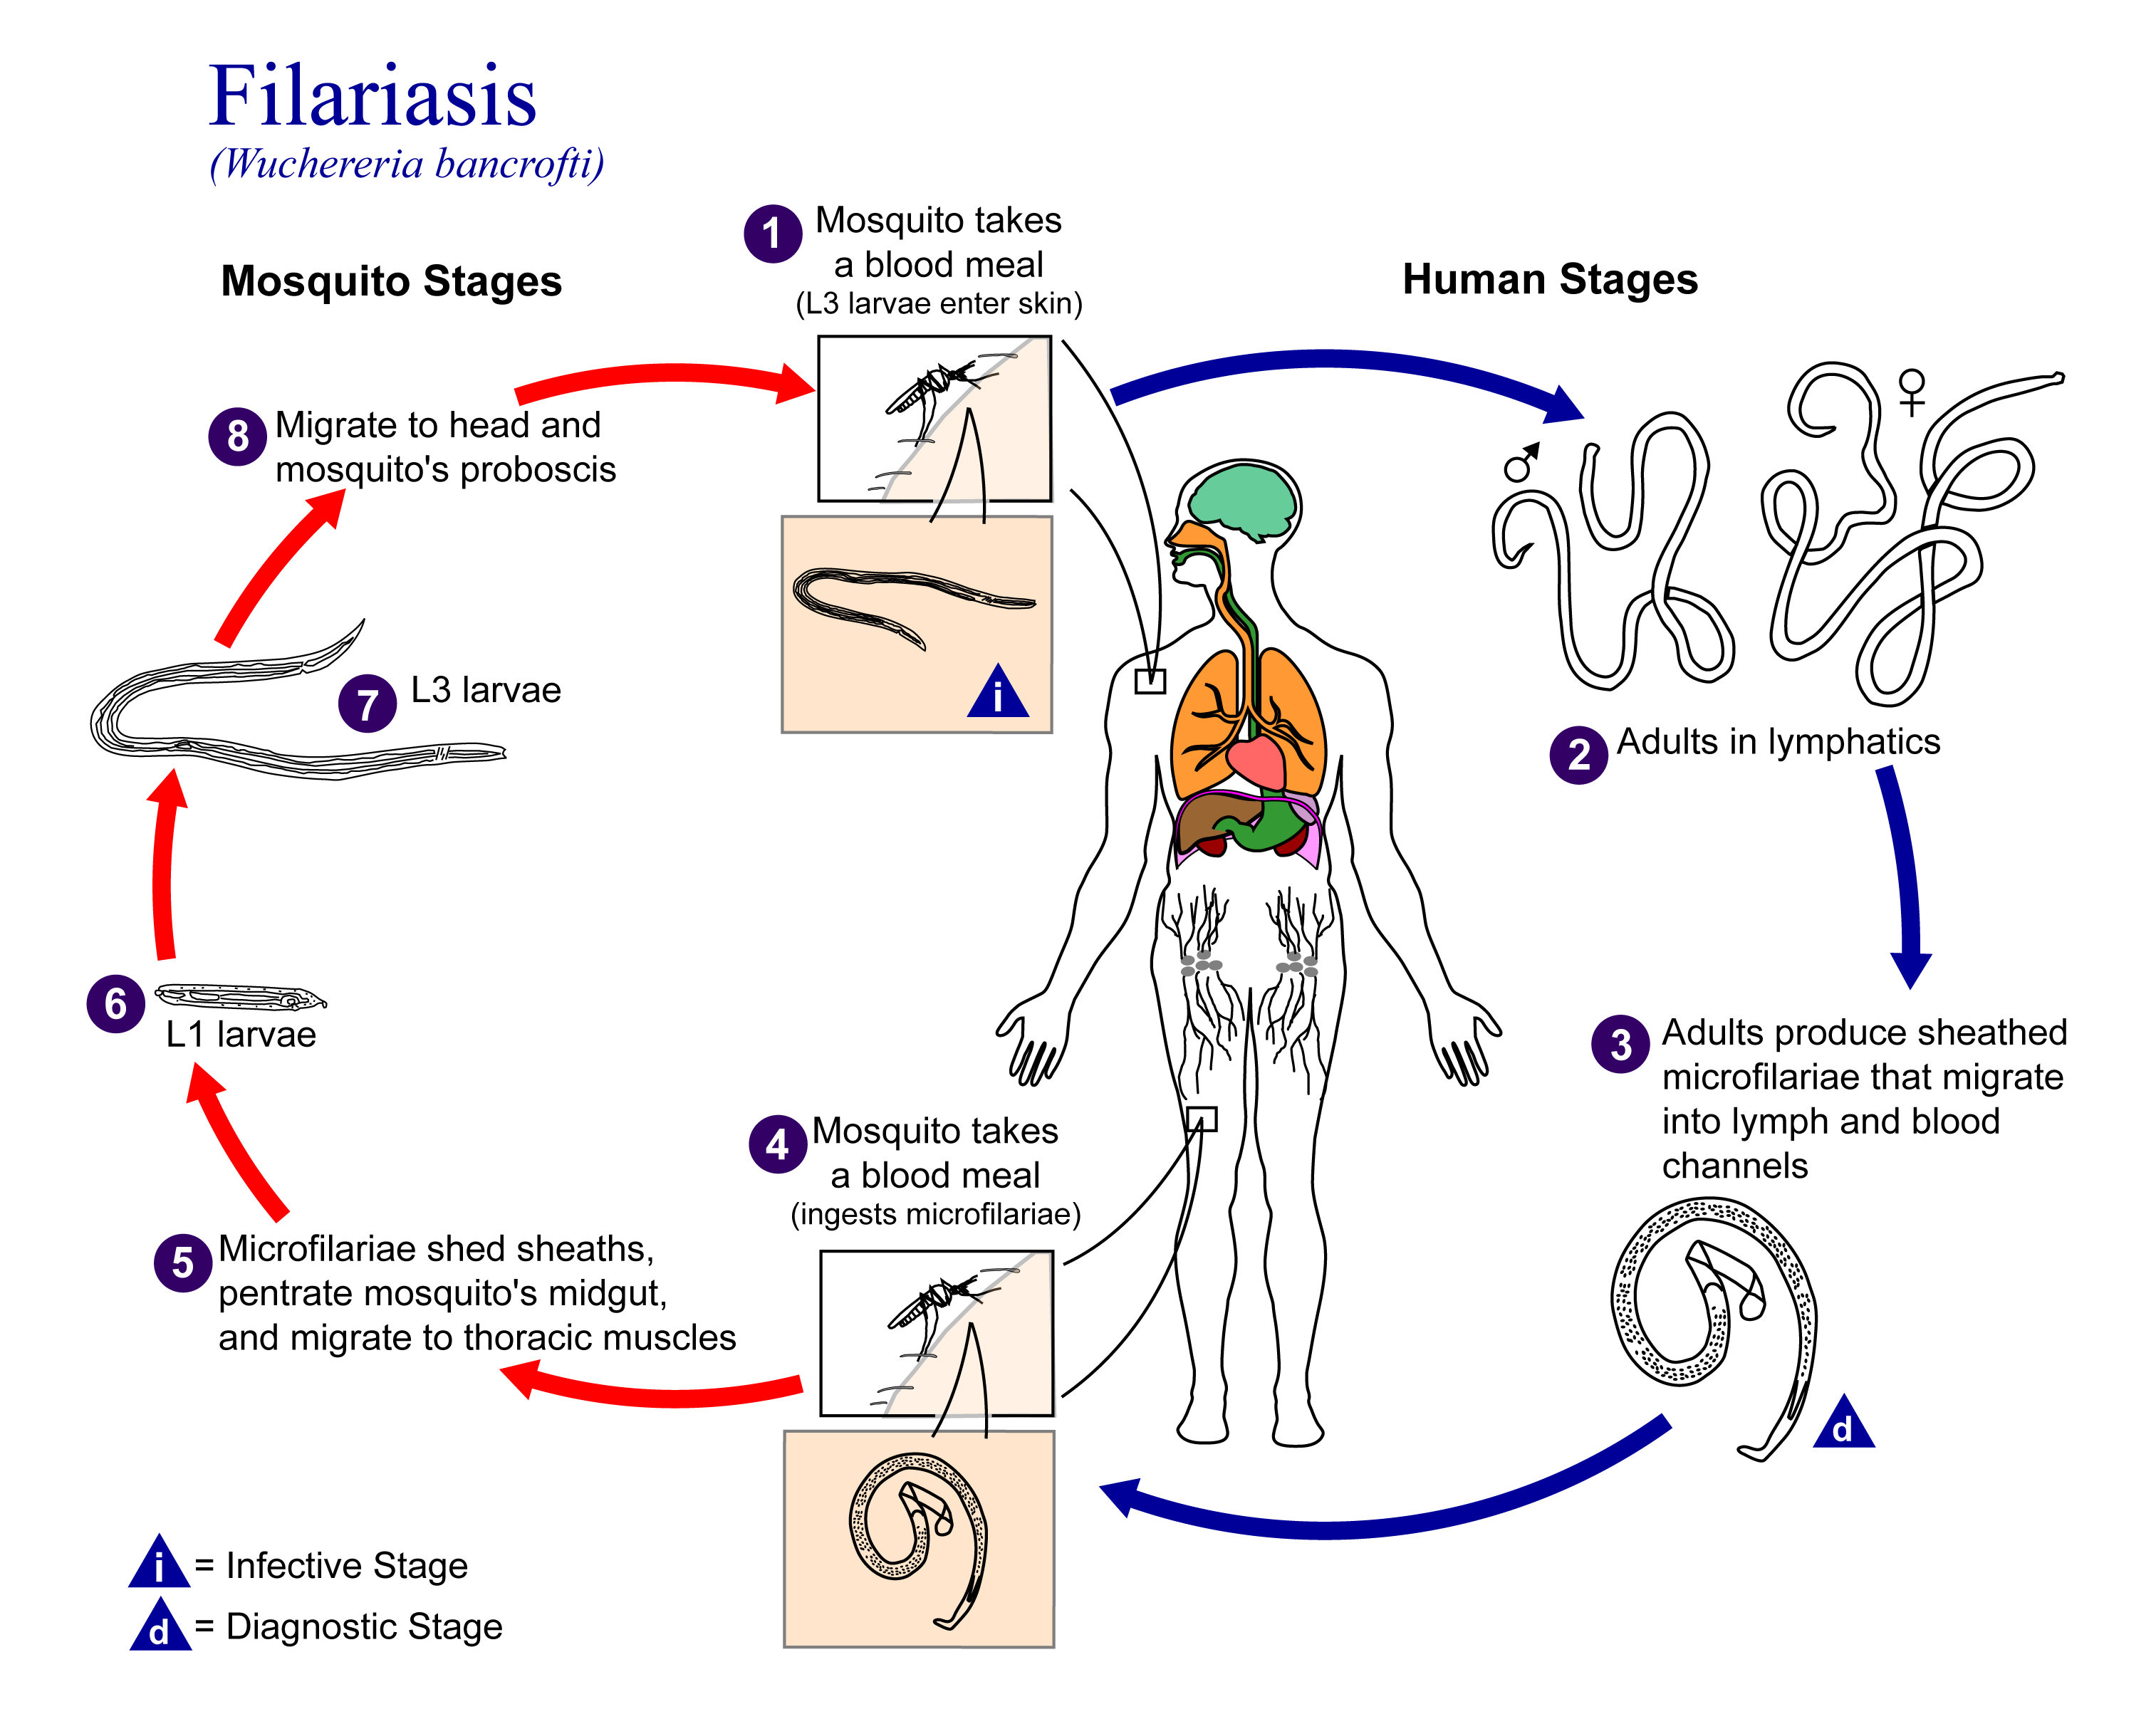 Filariasis
(Wuchereria bancrofti)
Mosquito Stages
Human Stages
1 Mosquito takes
a blood meal
(L3 larvae enter skin)
i
♂
♀
2 Adults in lymphatics
3 Adults produce sheathed
microfilariae that migrate
into lymph and blood
channels
d
4 Mosquito takes
a blood meal
(ingests microfilariae)
5 Microfilariae shed sheaths,
pentrate mosquito's midgut,
and migrate to thoracic muscles
6
L1 larvae
7 L3 larvae
8 Migrate to head and
mosquito's proboscis
i = Infective Stage
d = Diagnostic Stage